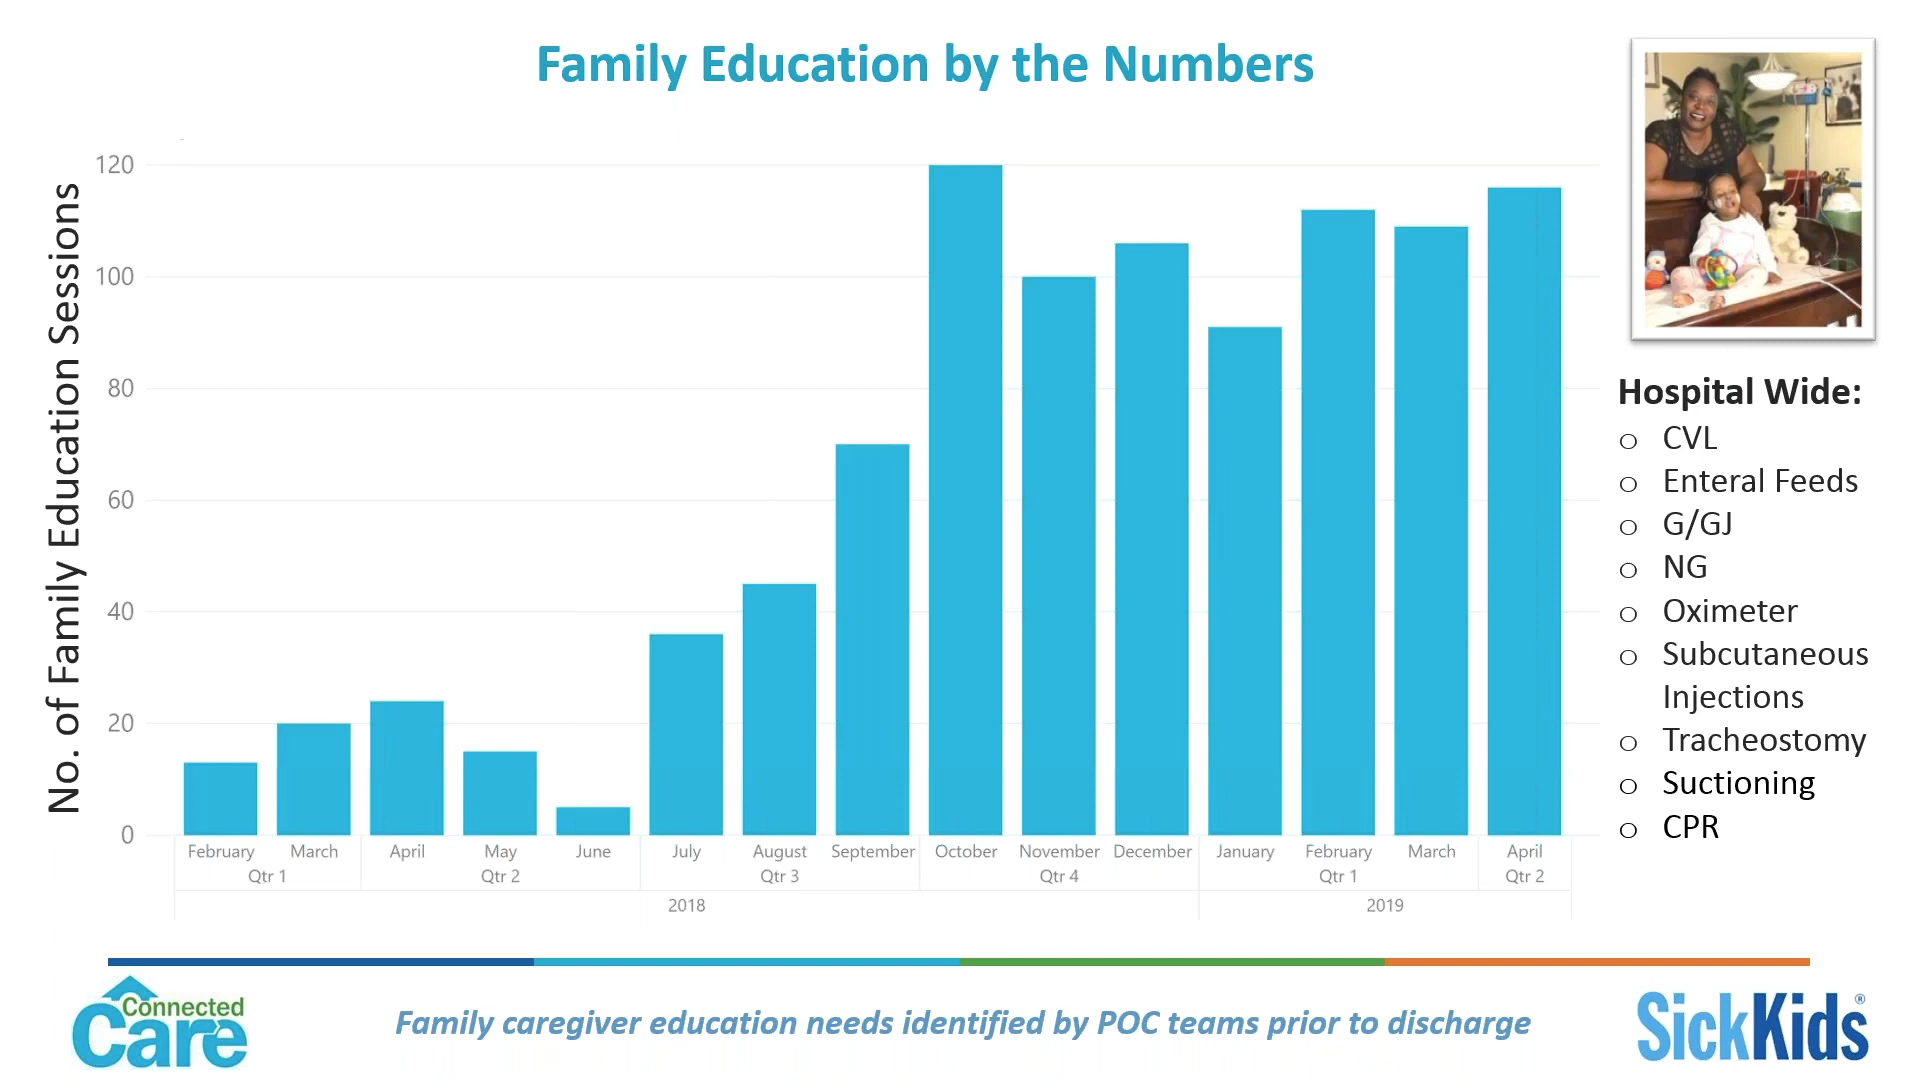 Family Education by the Numbers
No. of Family Education Sessions
120
100
80
60
40
20
0
February March April May June July August September October November December January February March April
Qtr 1 Qtr 2 Qtr 3 Qtr 4 Qtr 1 Qtr 2
2018 2019
Hospital Wide:
o CVL
o Enteral Feeds
o G/GJ
o NG
o Oximeter
o Subcutaneous
Injections
o Tracheostomy
o Suctioning
o CPR
Connected
Care
Family caregiver education needs identified by POC teams prior to discharge
SickKids®